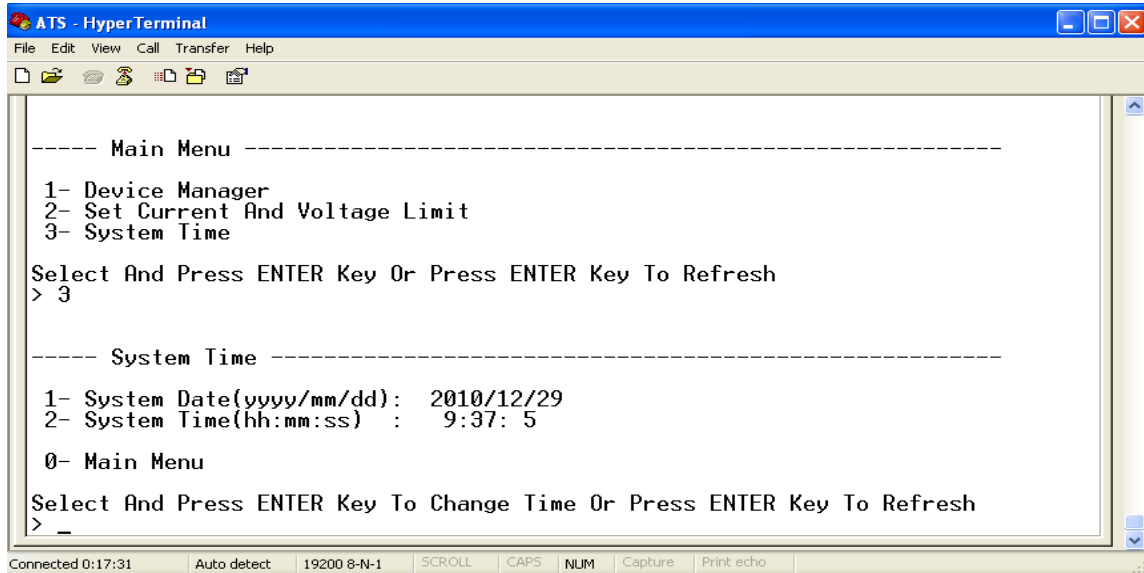 ATS - HyperTerminal
File Edit View Call Transfer Help
----- Main Menu --------------------------------------------------------
1- Device Manager
2- Set Current And Voltage Limit
3- System Time
Select And Press ENTER Key Or Press ENTER Key To Refresh
> 3
----- System Time ------------------------------------------------------
1- System Date(yyyy/mm/dd):  2010/12/29
2- System Time(hh:mm:ss)  :   9:37: 5
0- Main Menu
Select And Press ENTER Key To Change Time Or Press ENTER Key To Refresh
> _
Connected 0:17:31 Auto detect 19200 8-N-1 SCROLL CAPS NUM Capture Print echo